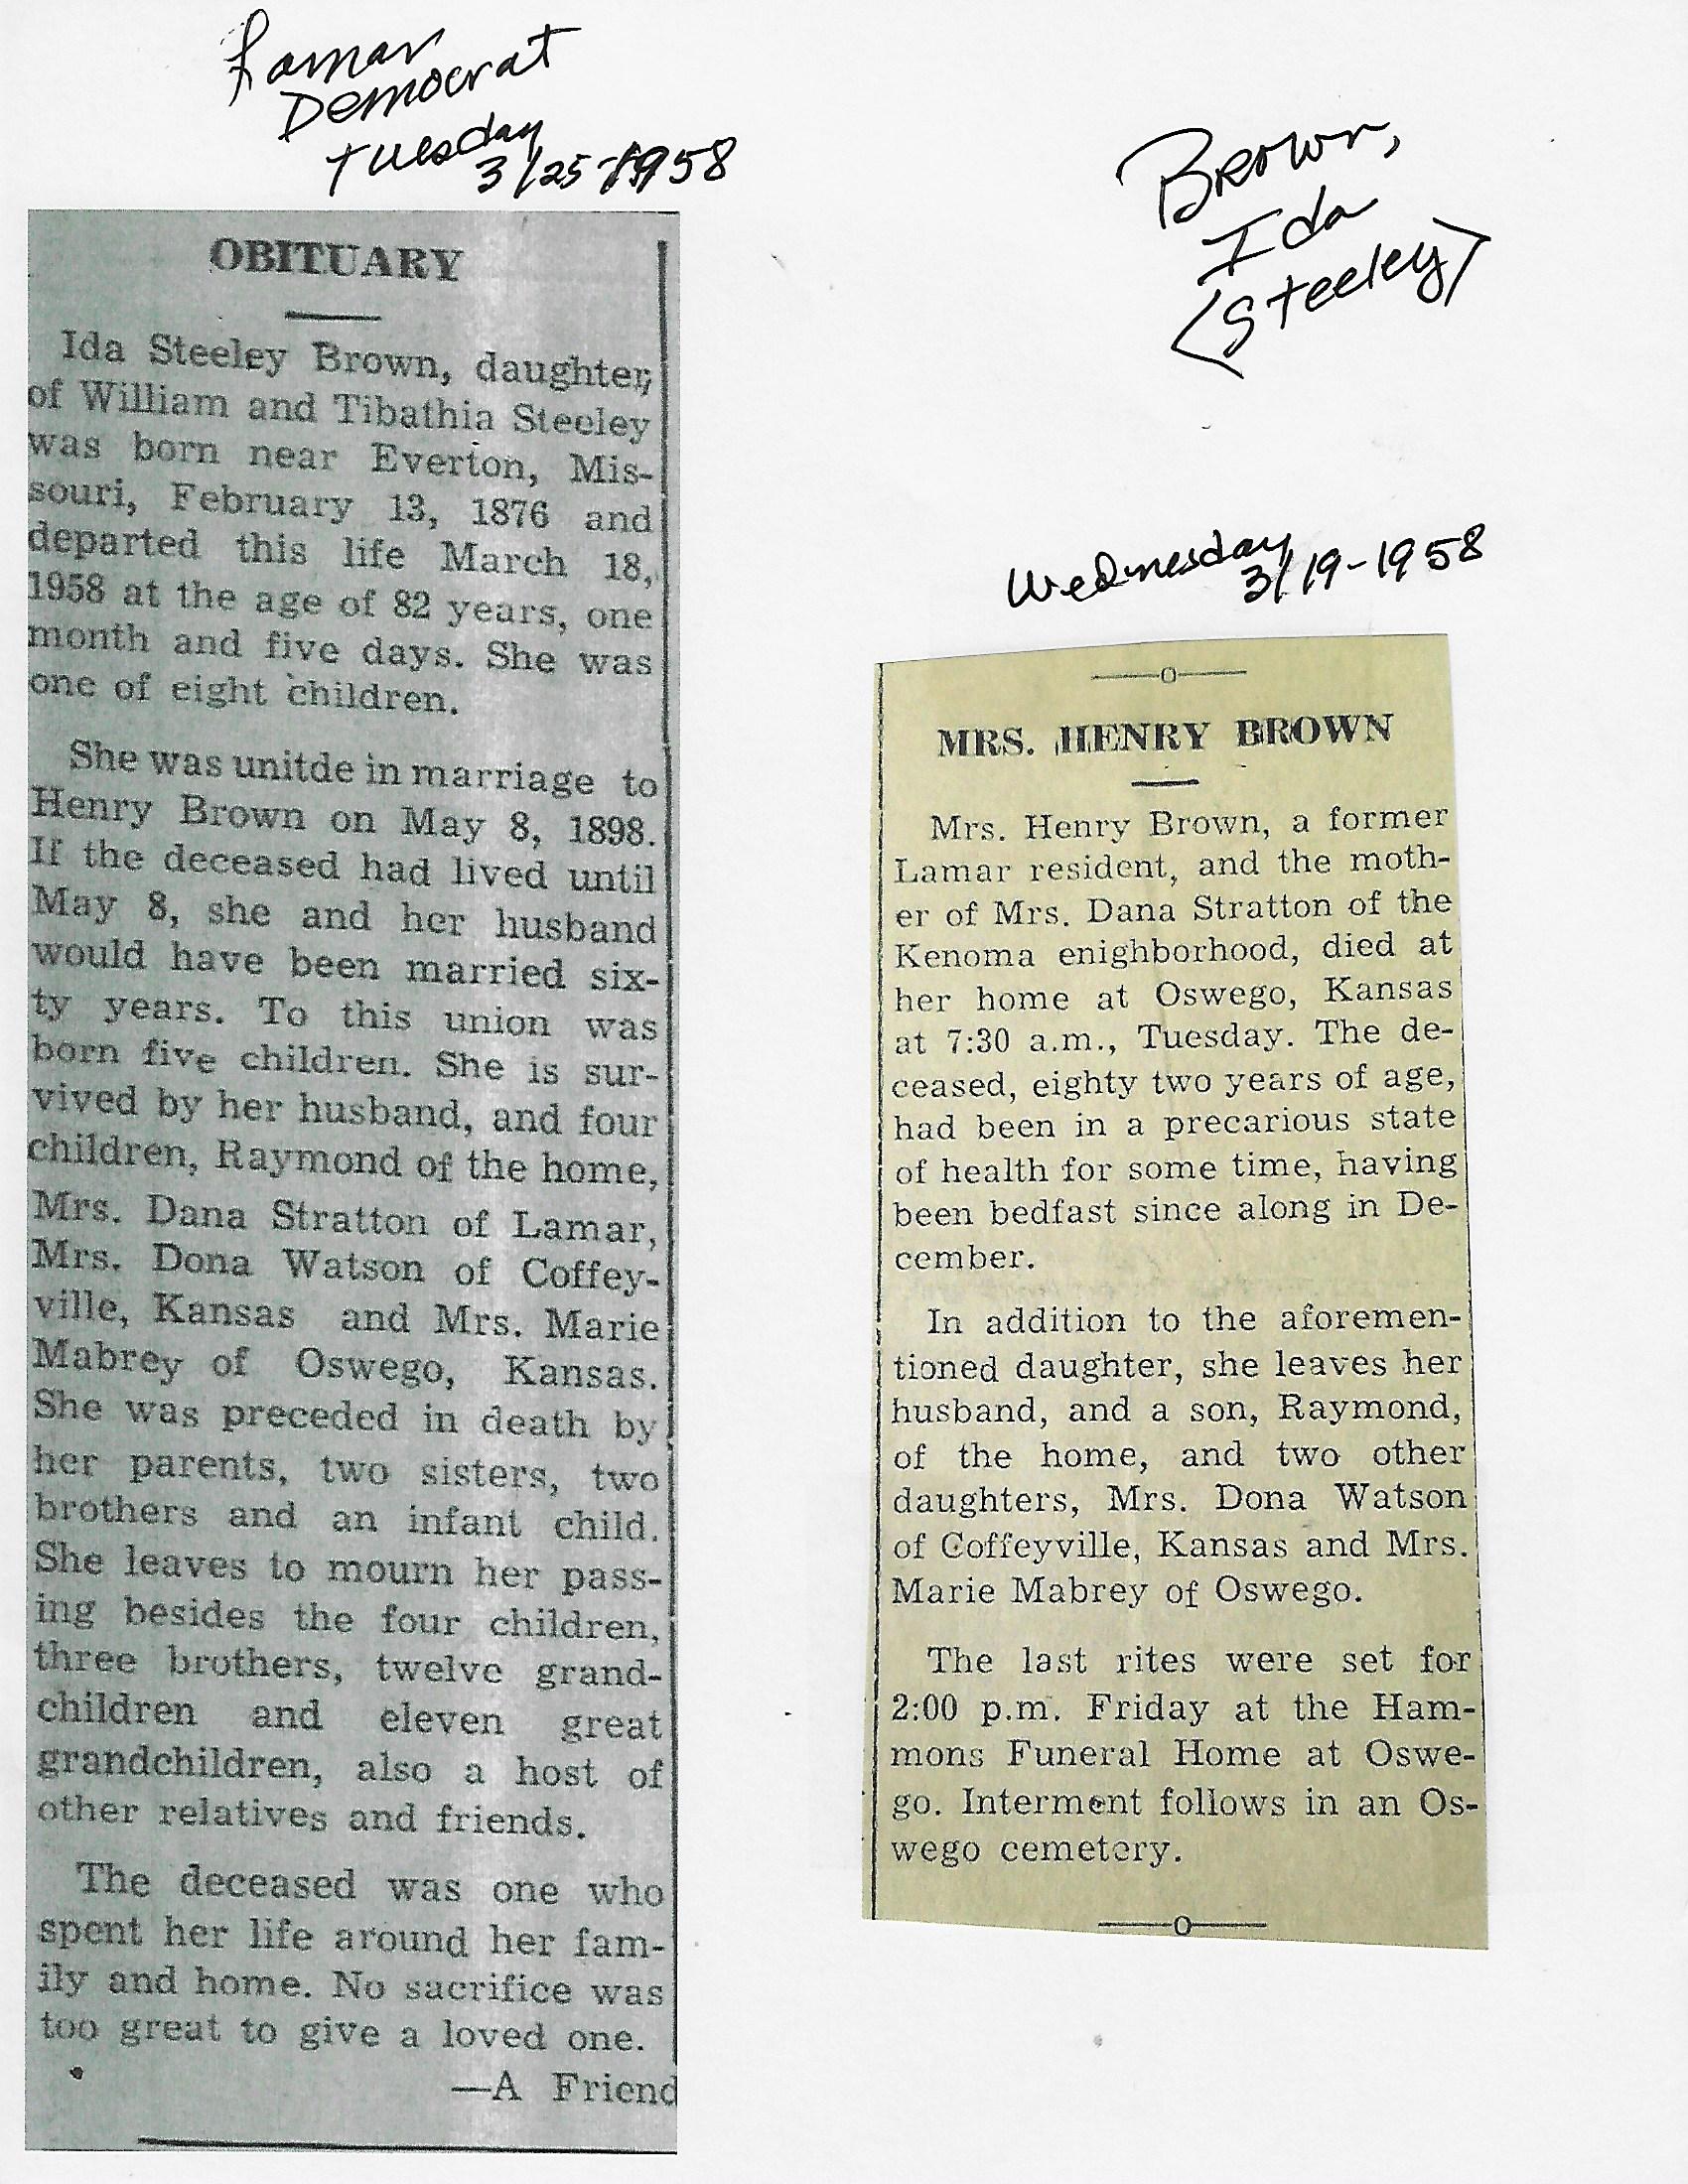 Lamar
Democrat
Tuesday
3/25-1958
OBITUARY
Ida Steeley Brown, daughter,
of William and Tibathia Steeley
was born near Everton, Mis-
souri, February 13, 1876 and
departed this life March 18,
1958 at the age of 82 years, one
month and five days. She was
one of eight children.
She was unitde in marriage to
Henry Brown on May 8, 1898.
If the deceased had lived until
May 8, she and her husband
would have been married six-
ty years. To this union was
born five children. She is sur-
vived by her husband, and four
children, Raymond of the home,
Mrs. Dana Stratton of Lamar,
Mrs. Dona Watson of Coffey-
ville, Kansas and Mrs. Marie
Mabrey of Oswego, Kansas.
She was preceded in death by
her parents, two sisters, two
brothers and an infant child.
She leaves to mourn her pass-
ing besides the four children,
three brothers, twelve grand-
children and eleven great
grandchildren, also a host of
other relatives and friends.
The deceased was one who
spent her life around her fam-
ily and home. No sacrifice was
too great to give a loved one.
—A Friend
Brown,
Ida
<Steeley>
Wednesday
3/19-1958
MRS. HENRY BROWN
Mrs. Henry Brown, a former
Lamar resident, and the moth-
er of Mrs. Dana Stratton of the
Kenoma enighborhood, died at
her home at Oswego, Kansas
at 7:30 a.m., Tuesday. The de-
ceased, eighty two years of age,
had been in a precarious state
of health for some time, having
been bedfast since along in De-
cember.
In addition to the aforemen-
tioned daughter, she leaves her
husband, and a son, Raymond,
of the home, and two other
daughters, Mrs. Dona Watson
of Coffeyville, Kansas and Mrs.
Marie Mabrey of Oswego.
The last rites were set for
2:00 p.m. Friday at the Ham-
mons Funeral Home at Oswe-
go. Interment follows in an Os-
wego cemetery.